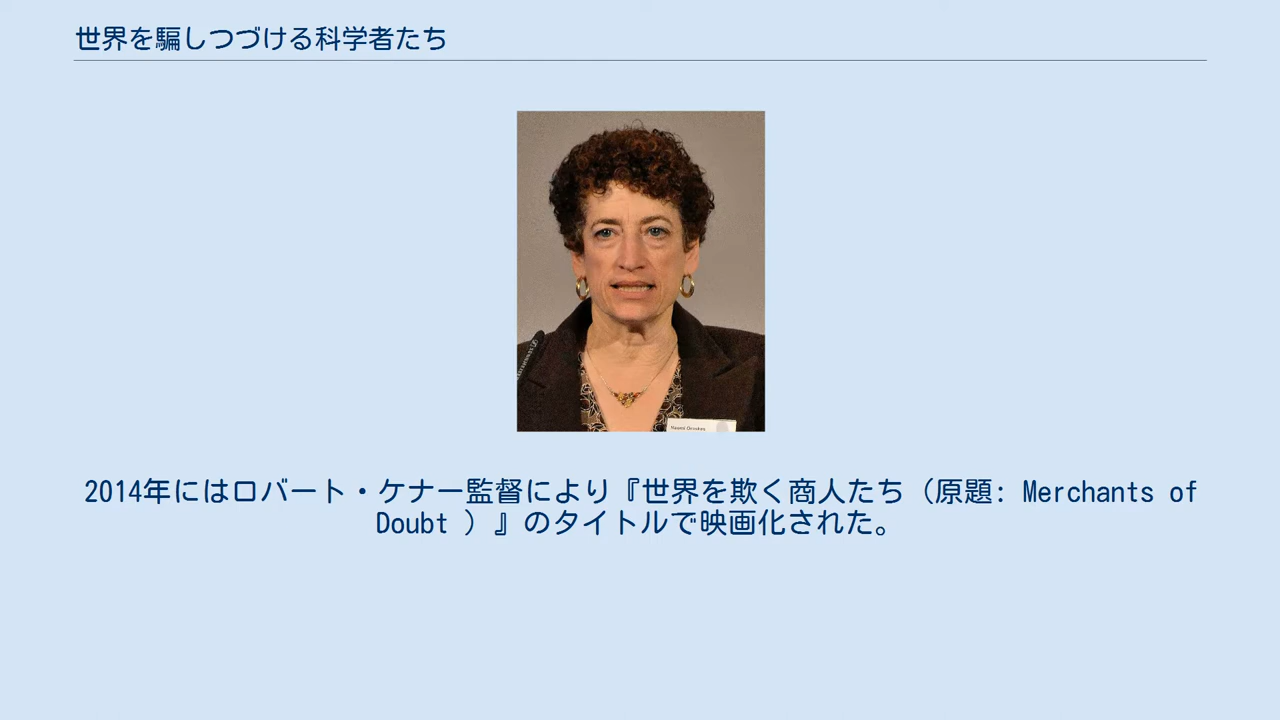 世界を騙しつづける科学者たち
Naomi Oreskes
2014年にはロバート・ケナー監督により『世界を欺く商人たち（原題: Merchants of
Doubt ）』のタイトルで映画化された。